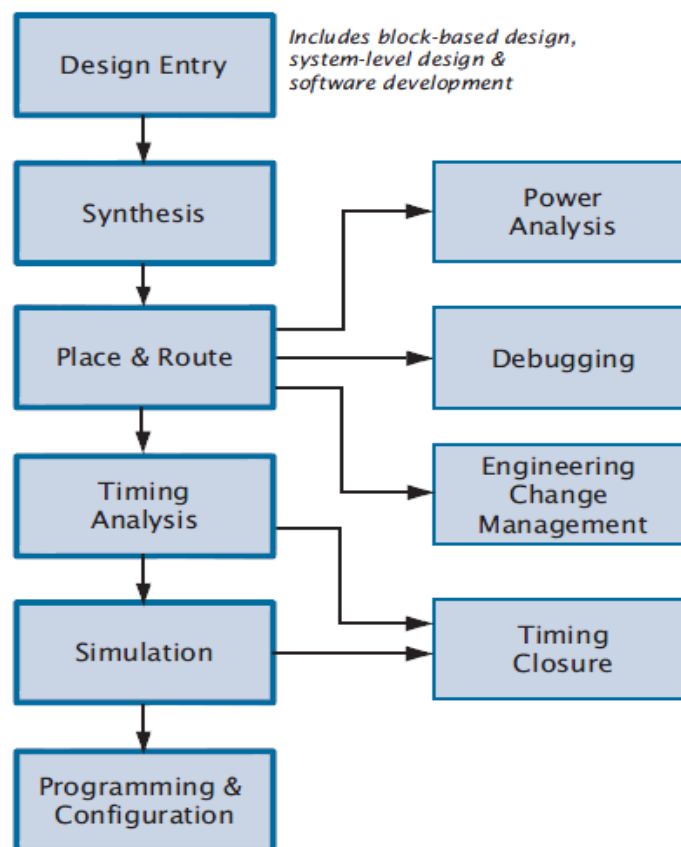 Design Entry
Includes block-based design,
system-level design &
software development
Synthesis
Power
Analysis
Place & Route
Debugging
Timing
Analysis
Engineering
Change
Management
Simulation
Timing
Closure
Programming &
Configuration